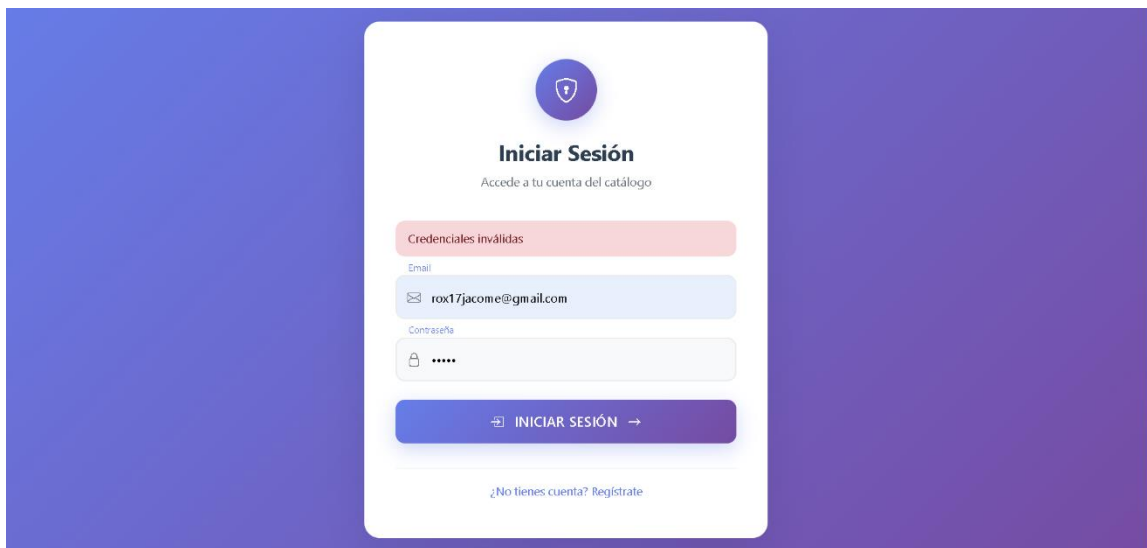 Iniciar Sesión
Accede a tu cuenta del catálogo
Credenciales inválidas
Email
rox17jacome@gmail.com
Contraseña
•••••
INICIAR SESIÓN →
¿No tienes cuenta? Regístrate